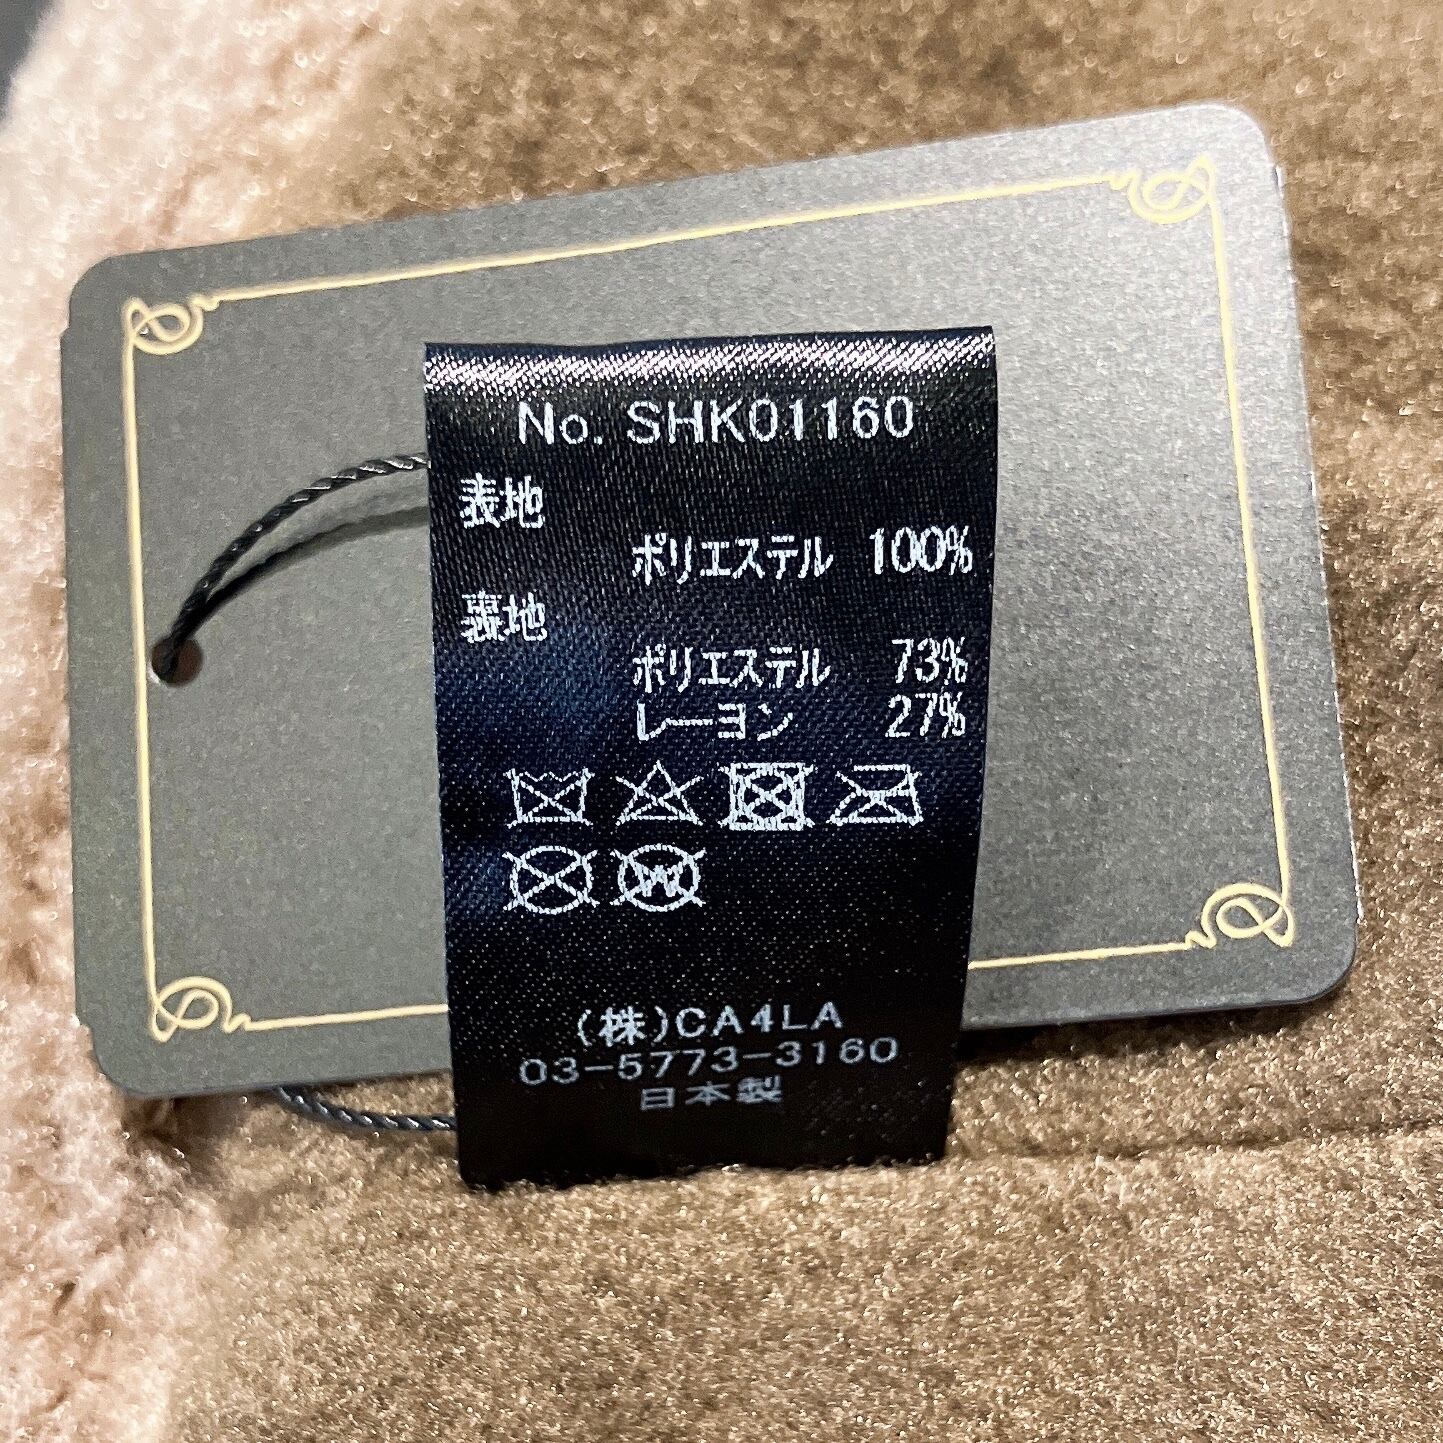 No. SHK01160
表地
ポリエステル 100%
裏地
ポリエステル 73%
レーヨン 27%
W
(株)CA4LA
03-5773-3160
日本製